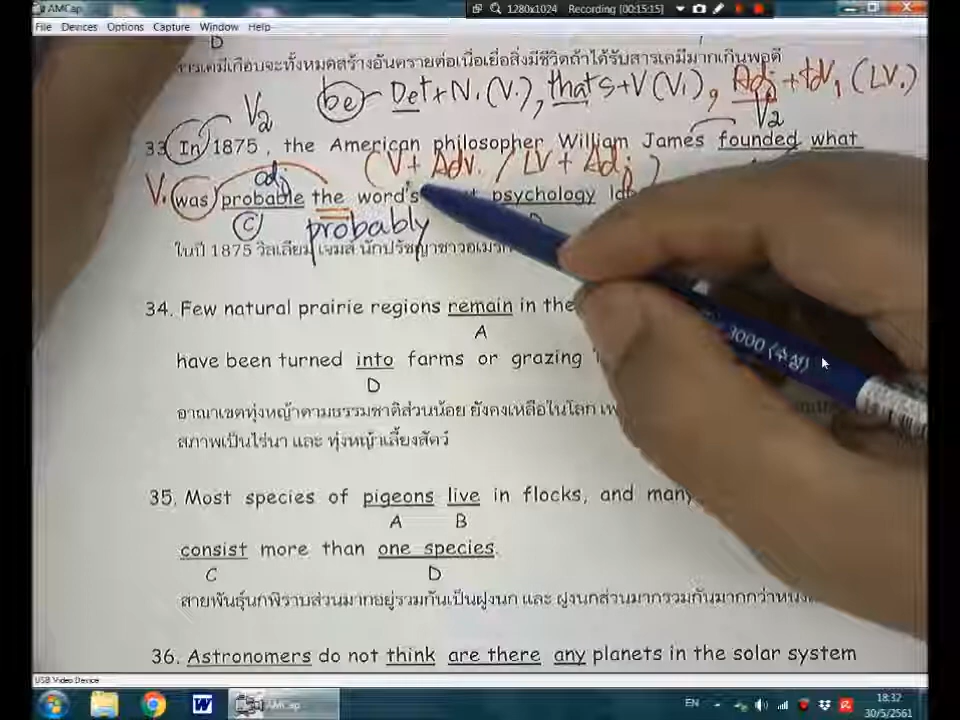 AMCap
1280x1024 Recording [00:15:15]
File Devices Options Capture Window Help
D
ารเคมีเกือบจะทั้งหมดสร้างอันตรายต่อเนื่อเยื่อสิ่งมีชีวิตถ้าได้รับสารเคมีมากเกินพอดี
be Det + N. (V.), that S+V (V1), Adj + to V1 (LV.)
V2 V2
33 In 1875, the American philosopher William James founded what
V. adj (V + Adv. / LV + Adj)
was probable the word's psychology
C probably
ในปี 1875 วิลเลียม เจมส์ นักปรัชญาชาวอเมริ
34. Few natural prairie regions remain in the
A
have been turned into farms or grazing
D
อาณาเขตทุ่งหญ้าตามธรรมชาติส่วนน้อย ยังคงเหลือในโลก
สภาพเป็นไร่นา และ ทุ่งหญ้าเลี้ยงสัตว์
35. Most species of pigeons live in flocks, and many
A B
consist more than one species.
C D
สายพันธุ์นกพิราบส่วนมากอยู่รวมกันเป็นฝูงนก และ ฝูงนกส่วนมากรวมกันมากกว่าหนึ่ง
36. Astronomers do not think are there any planets in the solar system
3000 (수성)
USB Video Device
AMCap
EN
18:32
30/5/2561